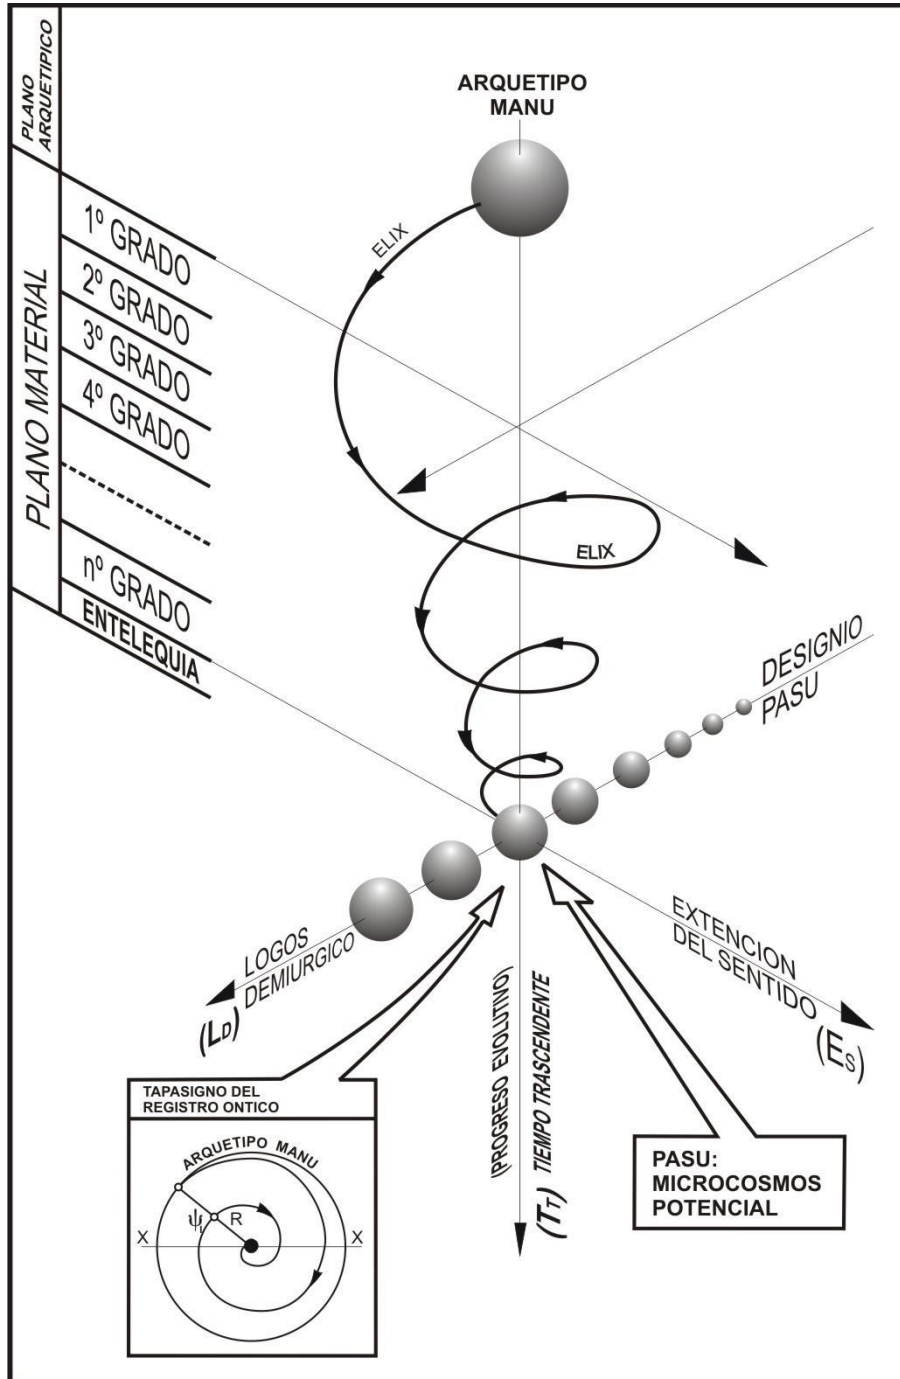 PLANO
ARQUETIPICO
ARQUETIPO
MANU
PLANO MATERIAL
1º GRADO
2º GRADO
3º GRADO
4º GRADO
nº GRADO
ENTELEQUIA
ELIX
ELIX
DESIGNIO
PASU
LOGOS
DEMIURGICO
(LD)
EXTENCION
DEL SENTIDO
(ES)
(PROGRESO EVOLUTIVO)
TIEMPO TRASCENDENTE
(TT)
TAPASIGNO DEL
REGISTRO ONTICO
ARQUETIPO MANU
ψ R
X X
PASU:
MICROCOSMOS
POTENCIAL